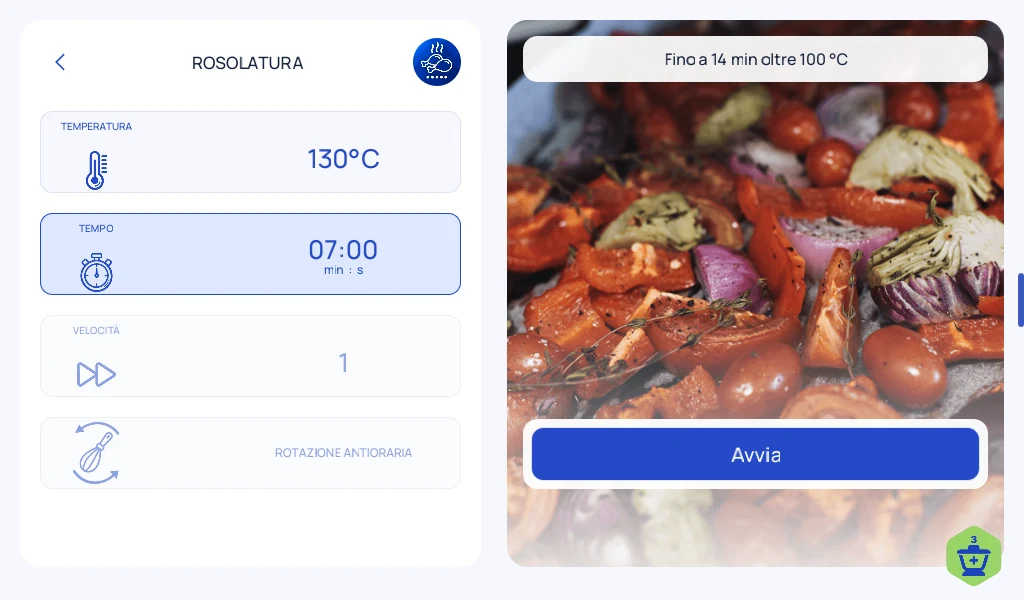 ROSOLATURA
TEMPERATURA
130°C
TEMPO
07:00
min : s
VELOCITÀ
1
ROTAZIONE ANTIORARIA
Fino a 14 min oltre 100 °C
Avvia
3